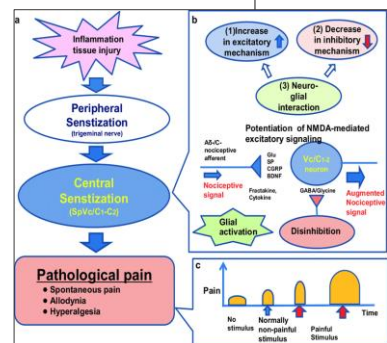 a
Inflammation
tissue injury
Peripheral
Senstization
(trigeminal nerve)
Central
Senstization
(SpVc/C1-C2)
Pathological pain
• Spontaneous pain
• Allodynia
• Hyperalgesia
b
(1)Increase
in excitatory
mechanism
(2) Decrease
in inhibitory
mechanism
(3) Neuro-
glial
interaction
Potentiation of NMDA-mediated
excitatory signaling
Aδ-/C-
nociceptive
afferent
Glu
SP
CGRP
BDNF
Vc/C1-2
neuron
Nociceptive
signal
Fractakine,
Cytokine
GABA/Glycine
Augmented
Nociceptive
signal
Glial
activation
Disinhibition
c
Pain
Time
No
stimulus
Normally
non-painful
stimulus
Painful
Stimulus